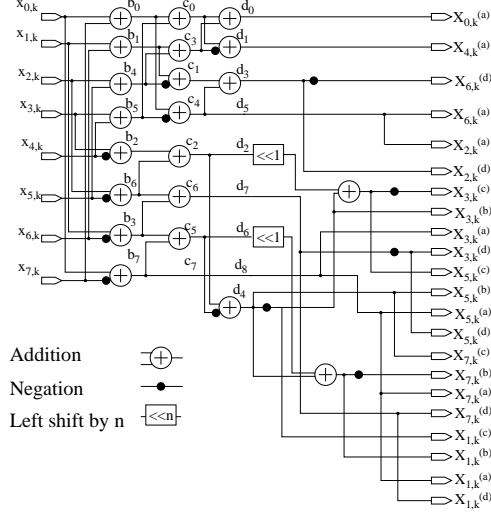 x0,k b0 c0 d0 X0,k(a)
x1,k b1 c3 d1 X4,k(a)
x2,k b4 c1 d3 X6,k(d)
x3,k b5 c4 d5 X6,k(a)
X2,k(a)
x4,k b2 c2 d2 <<1 X2,k(d)
X3,k(c)
x5,k b6 c6 d7 X3,k(b)
X3,k(a)
x6,k b3 c5 d6 <<1 X3,k(d)
X5,k(c)
x7,k b7 c7 d8 X5,k(b)
X5,k(a)
d4 X5,k(d)
X7,k(c)
Addition X7,k(b)
Negation X7,k(a)
Left shift by n <<n X7,k(d)
X1,k(c)
X1,k(b)
X1,k(a)
X1,k(d)